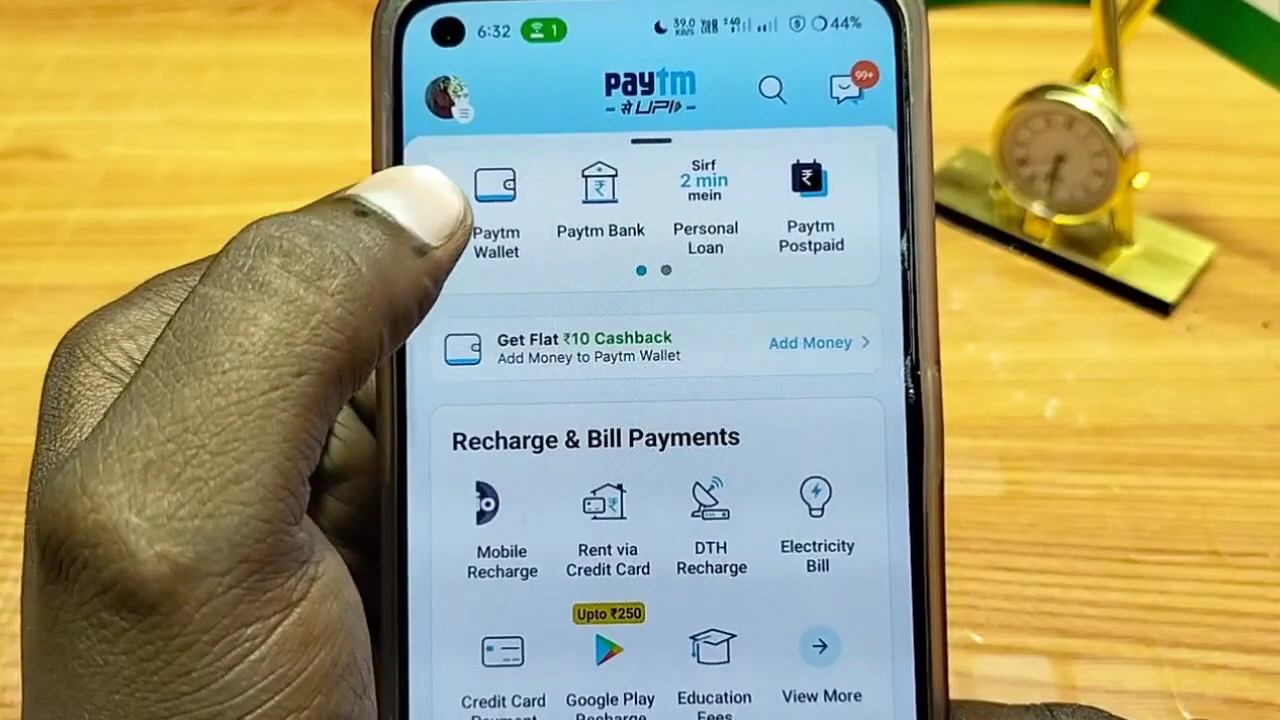 6:32
1
39.0
KB/S
44%
paytm
से UPI
99+
Paytm
Wallet
Paytm Bank
Sirf
2 min
mein
Personal
Loan
₹
Paytm
Postpaid
Get Flat ₹10 Cashback
Add Money to Paytm Wallet
Add Money
Recharge & Bill Payments
Mobile
Recharge
Rent via
Credit Card
DTH
Recharge
Electricity
Bill
Upto ₹250
Credit Card
Payment
Google Play
Recharge
Education
Fees
View More